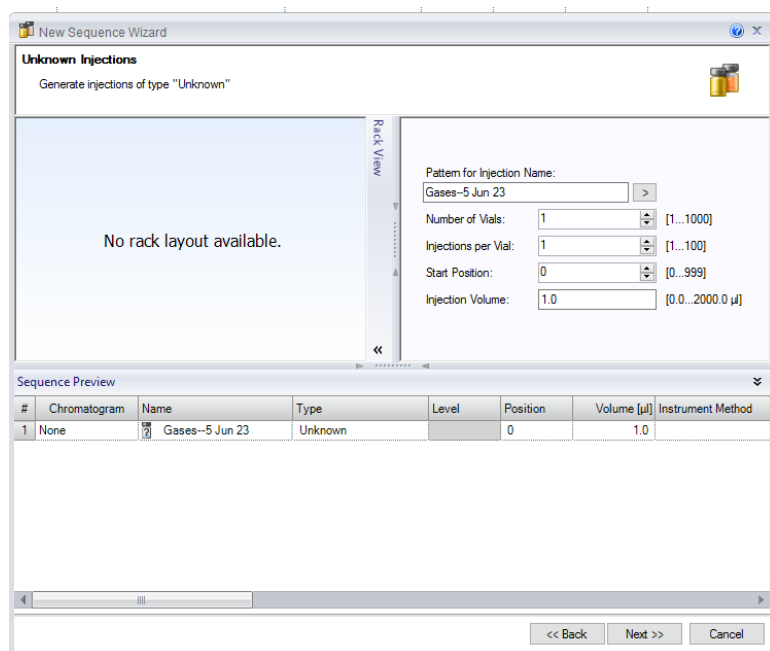 New Sequence Wizard
Unknown Injections
Generate injections of type "Unknown"
No rack layout available.
Rack View
«
Pattern for Injection Name:
Gases--5 Jun 23 >
Number of Vials: 1 [1...1000]
Injections per Vial: 1 [1...100]
Start Position: 0 [0...999]
Injection Volume: 1.0 [0.0...2000.0 µl]
Sequence Preview
# Chromatogram Name Type Level Position Volume [µl] Instrument Method
1 None Gases--5 Jun 23 Unknown 0 1.0
<< Back Next >> Cancel